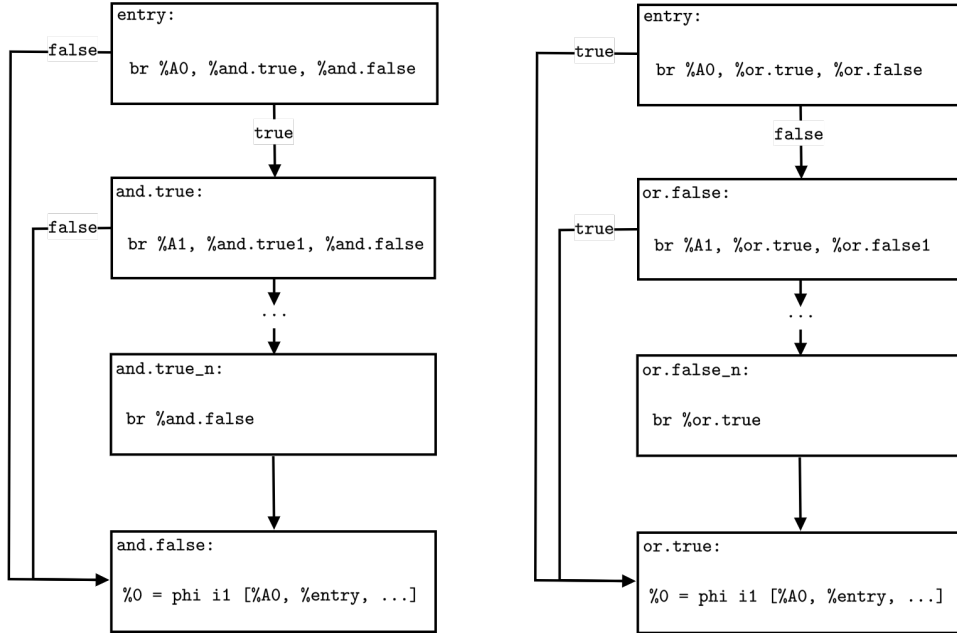 entry:
false
br %A0, %and.true, %and.false
true
and.true:
false
br %A1, %and.true1, %and.false
...
and.true_n:
br %and.false
and.false:
%0 = phi i1 [%A0, %entry, ...]
entry:
true
br %A0, %or.true, %or.false
false
or.false:
true
br %A1, %or.true, %or.false1
...
or.false_n:
br %or.true
or.true:
%0 = phi i1 [%A0, %entry, ...]